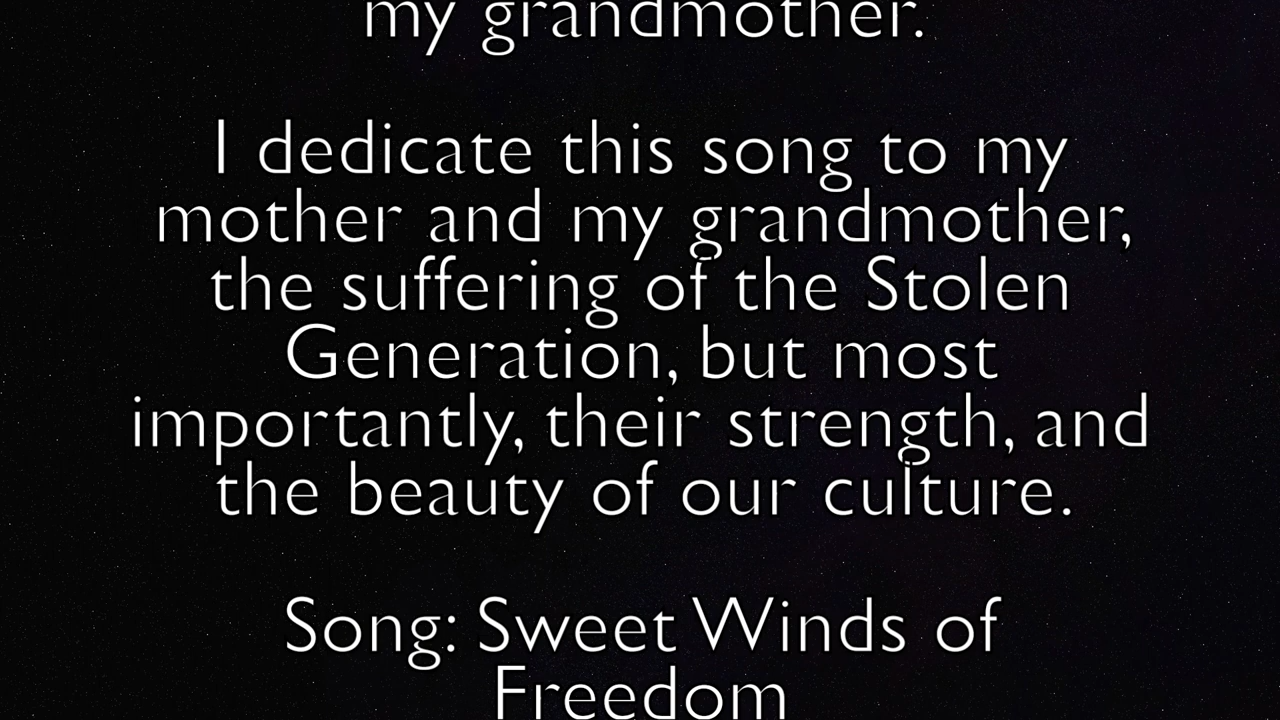 my grandmother.
I dedicate this song to my
mother and my grandmother,
the suffering of the Stolen
Generation, but most
importantly, their strength, and
the beauty of our culture.
Song: Sweet Winds of
Freedom